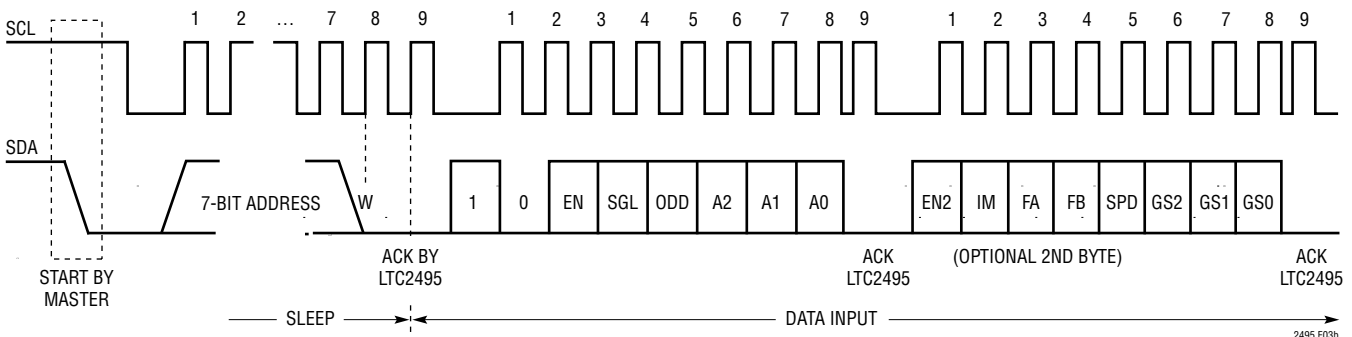 1 2 … 7 8 9 1 2 3 4 5 6 7 8 9 1 2 3 4 5 6 7 8 9
SCL
SDA
7-BIT ADDRESS W 1 0 EN SGL ODD A2 A1 A0 EN2 IM FA FB SPD GS2 GS1 GS0
START BY
MASTER
ACK BY
LTC2495
ACK
LTC2495
(OPTIONAL 2ND BYTE)
ACK
LTC2495
SLEEP DATA INPUT
2495 F03b